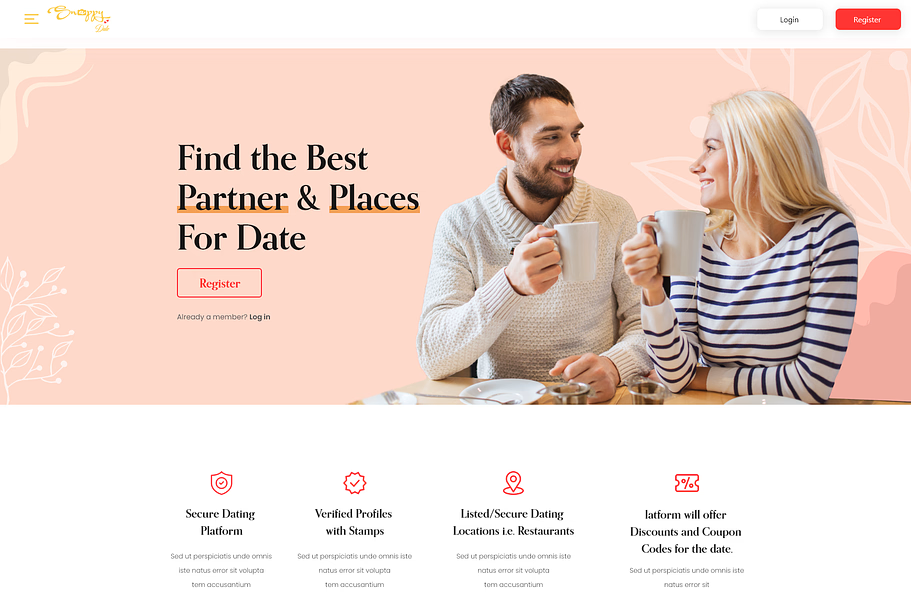 Snappy
Date
Login
Register
Find the Best
Partner & Places
For Date
Register
Already a member? Log in
Secure Dating
Platform
Sed ut perspiciatis unde omnis
iste natus error sit volupta
tem accusantium
Verified Profiles
with Stamps
Sed ut perspiciatis unde omnis iste
natus error sit volupta
tem accusantium
Listed/Secure Dating
Locations i.e. Restaurants
Sed ut perspiciatis unde omnis iste
natus error sit volupta
tem accusantium
latform will offer
Discounts and Coupon
Codes for the date.
Sed ut perspiciatis unde omnis iste
natus error sit